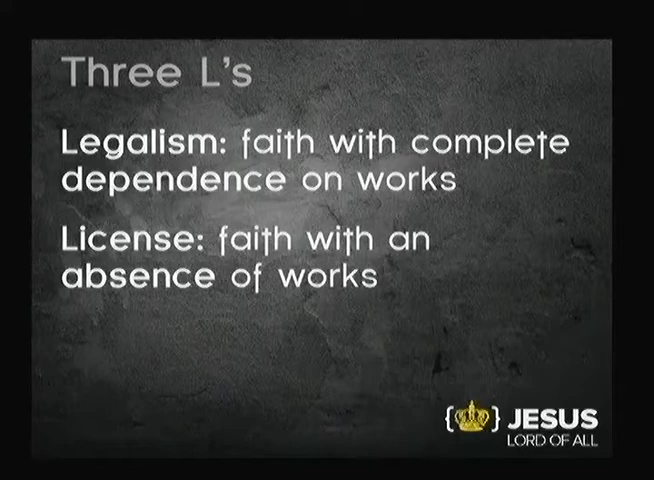 Three L's
Legalism: faith with complete
dependence on works
License: faith with an
absence of works
{ } JESUS
LORD OF ALL